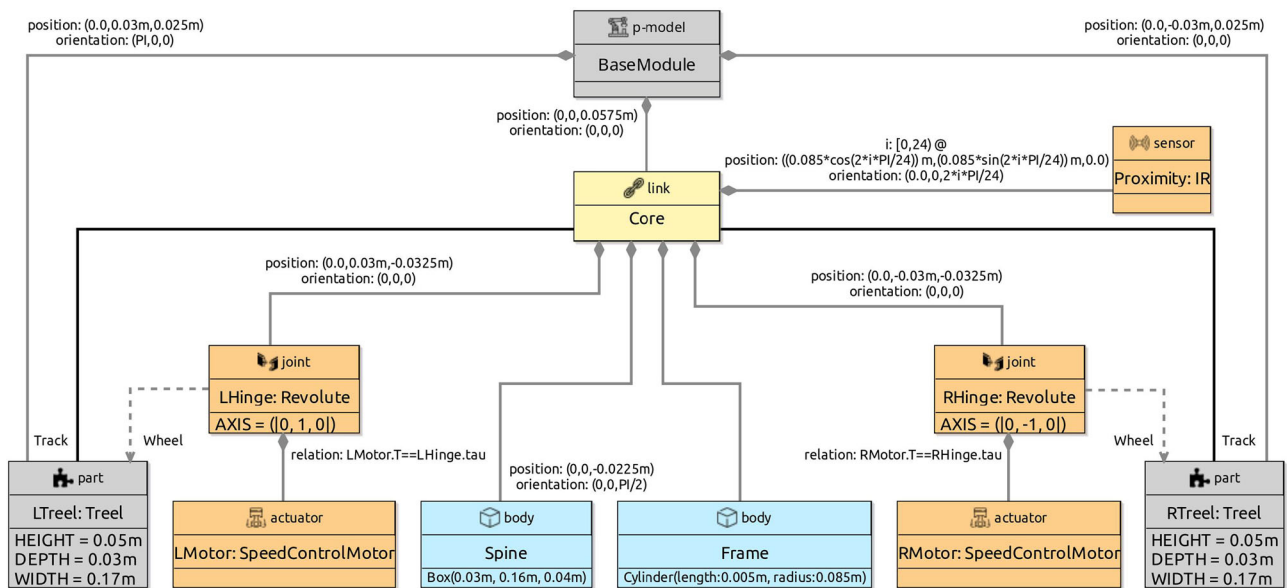 position: (0.0,0.03m,0.025m)
orientation: (PI,0,0)
p-model
BaseModule
position: (0.0,-0.03m,0.025m)
orientation: (0,0,0)
position: (0,0,0.0575m)
orientation: (0,0,0)
i: [0,24) @
position: ((0.085*cos(2*i*PI/24)) m,(0.085*sin(2*i*PI/24)) m,0.0)
orientation: (0.0,0,2*i*PI/24)
sensor
Proximity: IR
link
Core
position: (0.0,0.03m,-0.0325m)
orientation: (0,0,0)
position: (0.0,-0.03m,-0.0325m)
orientation: (0,0,0)
joint
LHinge: Revolute
AXIS = (|0, 1, 0|)
joint
RHinge: Revolute
AXIS = (|0, -1, 0|)
Track
Wheel
relation: LMotor.T==LHinge.tau
relation: RMotor.T==RHinge.tau
Wheel
Track
position: (0,0,-0.0225m)
orientation: (0,0,PI/2)
part
LTreel: Treel
HEIGHT = 0.05m
DEPTH = 0.03m
WIDTH = 0.17m
actuator
LMotor: SpeedControlMotor
body
Spine
Box(0.03m, 0.16m, 0.04m)
body
Frame
Cylinder(length:0.005m, radius:0.085m)
actuator
RMotor: SpeedControlMotor
part
RTreel: Treel
HEIGHT = 0.05m
DEPTH = 0.03m
WIDTH = 0.17m